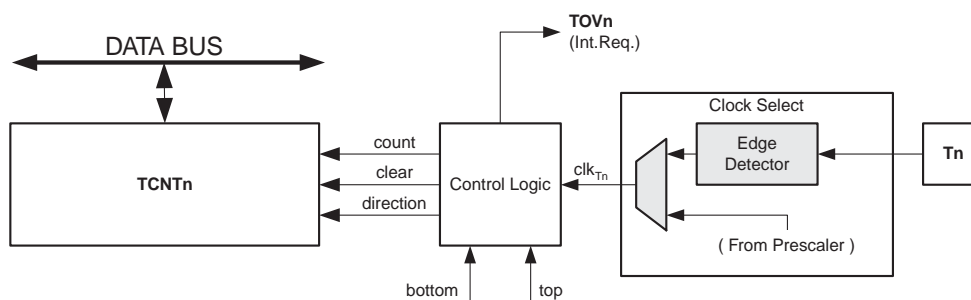 TOVn
(Int.Req.)
DATA BUS
Clock Select
count
Edge
Detector
Tn
TCNTn
clear
Control Logic
clkTn
direction
( From Prescaler )
bottom
top